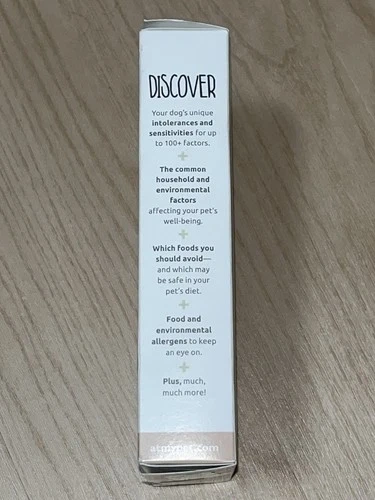 DISCOVER
Your dog's unique
intolerances and
sensitivities for up
to 100+ factors.
+
The common
household and
environmental
factors
affecting your pet's
well-being.
+
Which foods you
should avoid—
and which may
be safe in your
pet's diet.
+
Food and
environmental
allergens to keep
an eye on.
+
Plus, much,
much more!